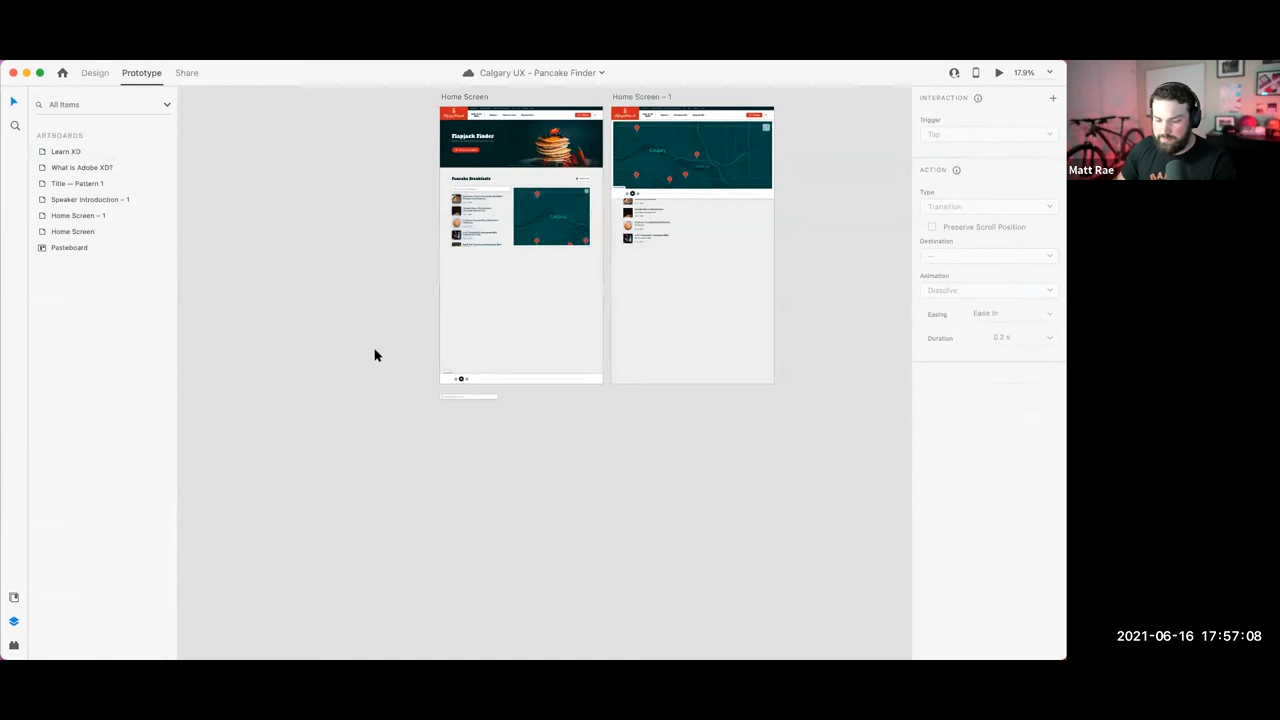 Design
Prototype
Share
Calgary UX - Pancake Finder
17.9%
All Items
ARTBOARDS
Learn XD
What is Adobe XD?
Title — Pattern 1
Speaker Introduction – 1
Home Screen – 1
Home Screen
Pasteboard
Home Screen
Home Screen – 1
Flapjack Finder
Pancake Breakfasts
Calgary
Calgary
INTERACTION
Trigger
Tap
ACTION
Type
Transition
Preserve Scroll Position
Destination
Animation
Dissolve
Easing
Ease In
Duration
0.2 s
Matt Rae
2021-06-16 17:57:08